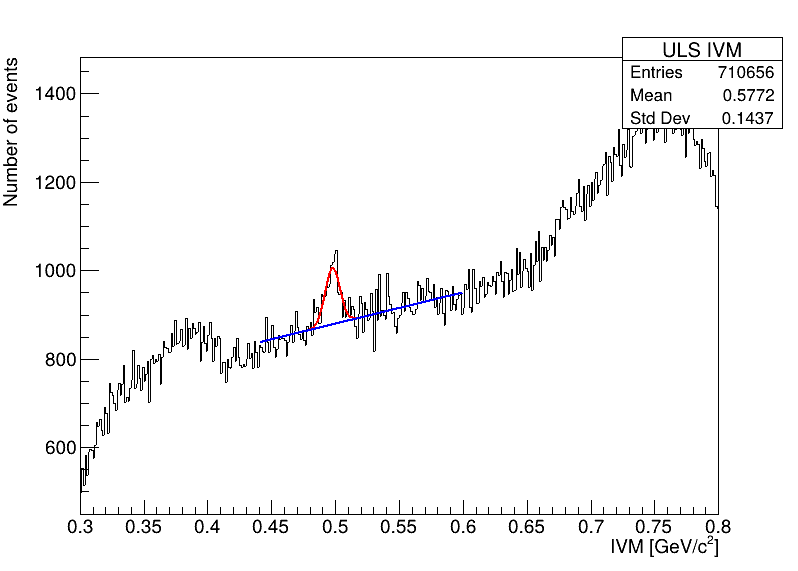 ULS IVM
Entries 710656
Mean 0.5772
Std Dev 0.1437
Number of events
1400
1200
1000
800
600
0.3 0.35 0.4 0.45 0.5 0.55 0.6 0.65 0.7 0.75 0.8
IVM [GeV/c²]